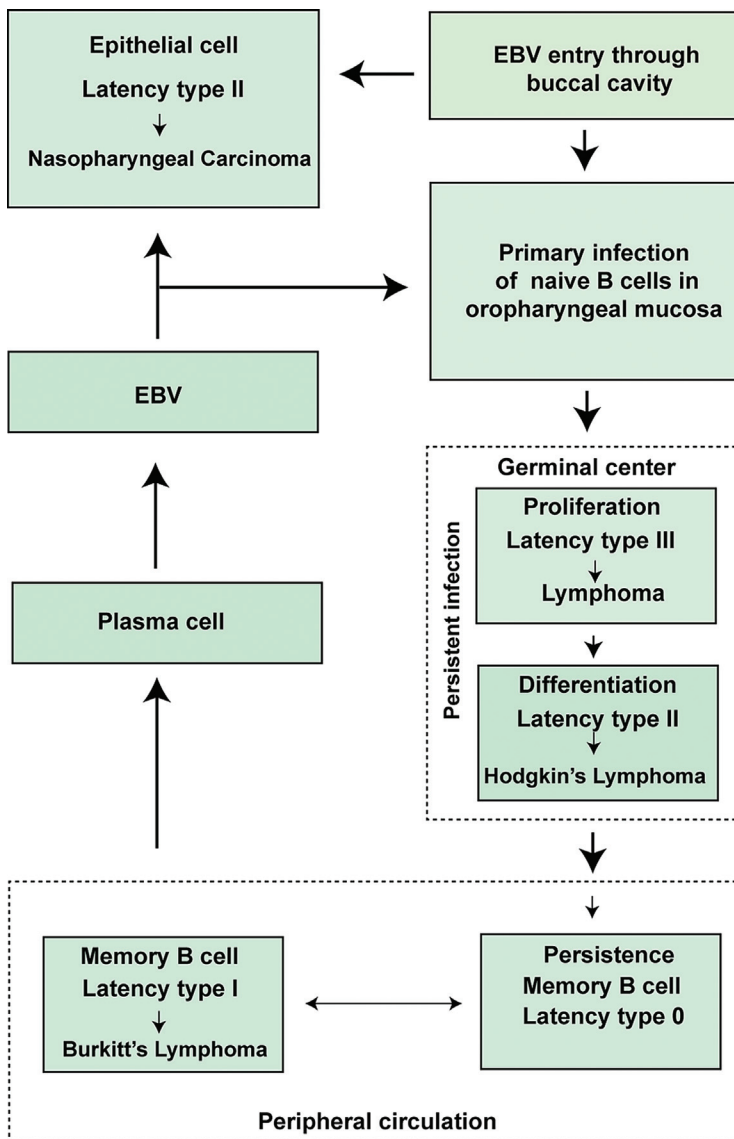 Epithelial cell
Latency type II
Nasopharyngeal Carcinoma
EBV entry through
buccal cavity
Primary infection
of naive B cells in
oropharyngeal mucosa
EBV
Germinal center
Persistent infection
Proliferation
Latency type III
Lymphoma
Plasma cell
Differentiation
Latency type II
Hodgkin’s Lymphoma
Memory B cell
Latency type I
Burkitt’s Lymphoma
Persistence
Memory B cell
Latency type 0
Peripheral circulation